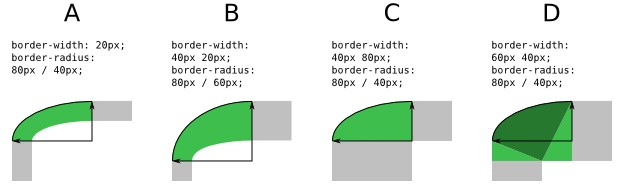 A
border-width: 20px;
border-radius:
80px / 40px;
B
border-width:
40px 20px;
border-radius:
80px / 60px;
C
border-width:
40px 80px;
border-radius:
80px / 40px;
D
border-width:
60px 40px;
border-radius:
80px / 40px;